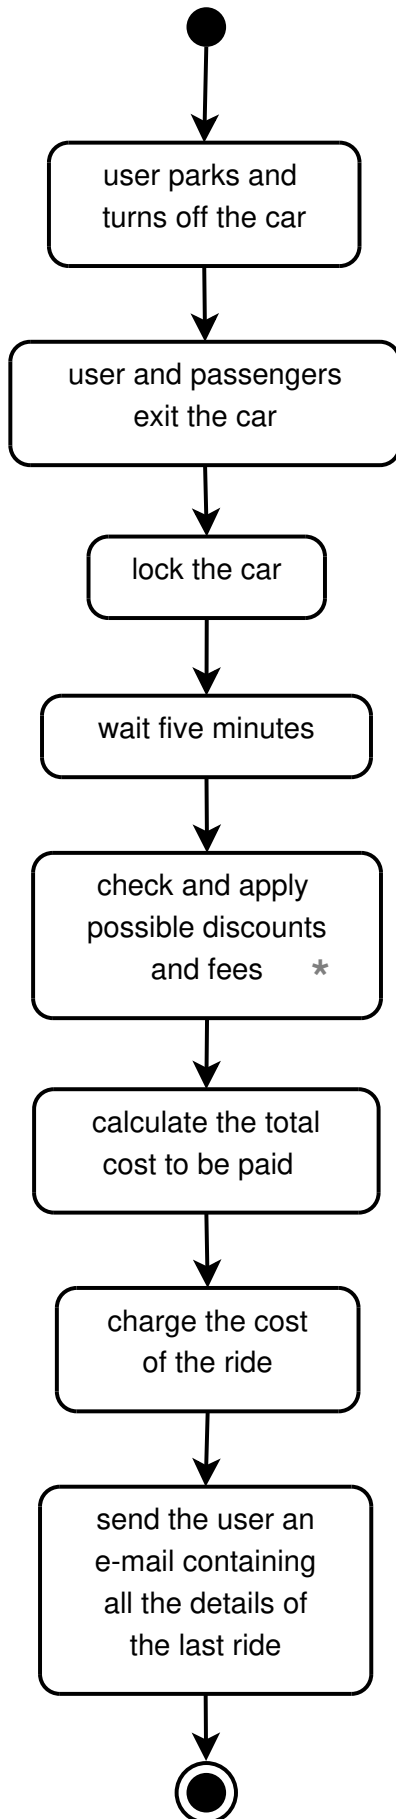 user parks and
turns off the car
user and passengers
exit the car
lock the car
wait five minutes
check and apply
possible discounts
and fees *
calculate the total
cost to be paid
charge the cost
of the ride
send the user an
e-mail containing
all the details of
the last ride